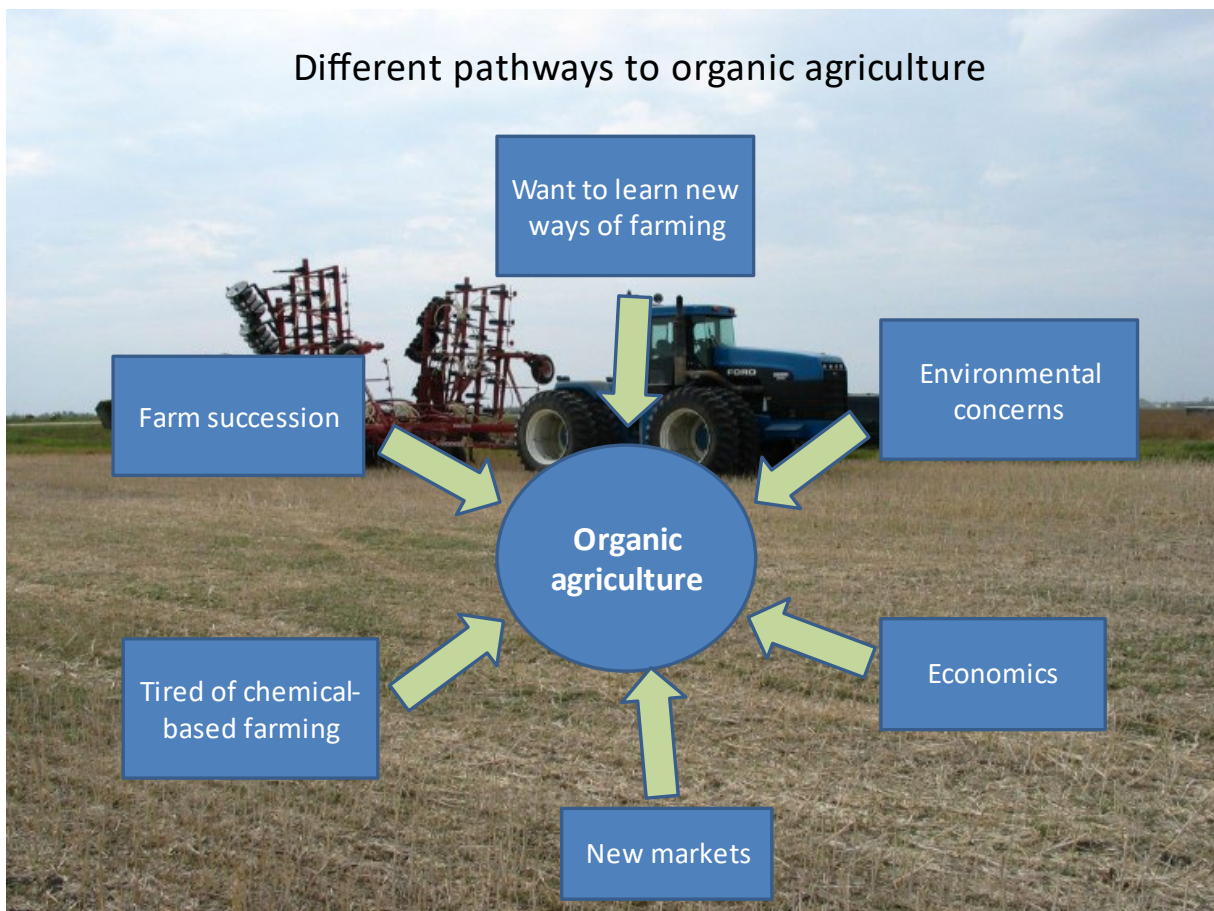 Different pathways to organic agriculture
Want to learn new
ways of farming
Environmental
concerns
FORD
Farm succession
Organic
agriculture
Tired of chemical-
based farming
Economics
New markets